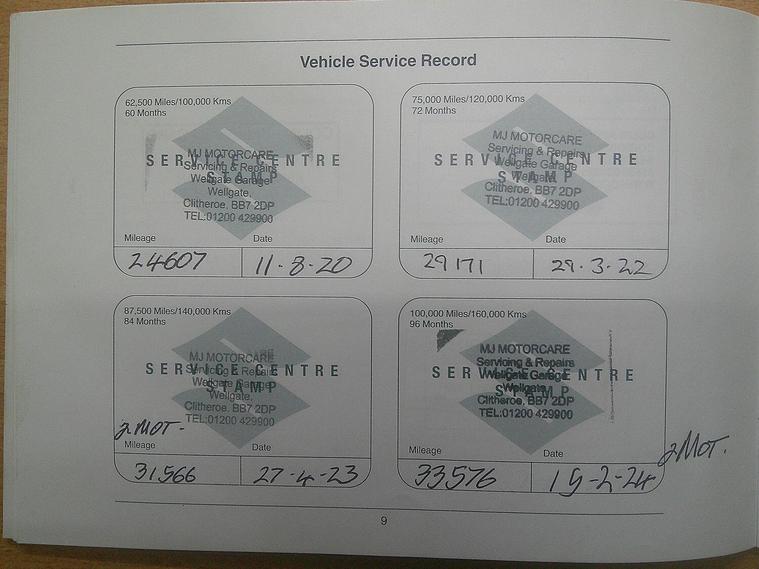 Vehicle Service Record
62,500 Miles/100,000 Kms
60 Months
MJ MOTORCARE
SERVICE CENTRE
Servicing & Repairs
STAMP
Wellgate Garage
Wellgate,
Clitheroe, BB7 2DP
TEL:01200 429900
Mileage Date
24607 11-8-20
75,000 Miles/120,000 Kms
72 Months
MJ MOTORCARE
Servicing & Repairs
SERVICE CENTRE
Wellgate Garage
STAMP
Wellgate,
Clitheroe, BB7 2DP
TEL:01200 429900
Mileage Date
29171 29.3.22
87,500 Miles/140,000 Kms
84 Months
MJ MOTORCARE
SERVICE CENTRE
Servicing & Repairs
STAMP
Wellgate Garage
Wellgate,
Clitheroe, BB7 2DP
TEL:01200 429900
2 MOT-
Mileage Date
31566 27-4-23
100,000 Miles/160,000 Kms
96 Months
MJ MOTORCARE
Servicing & Repairs
SERVICE CENTRE
Wellgate Garage
STAMP
Wellgate,
Clitheroe, BB7 2DP
TEL:01200 429900
2 MOT.
Mileage Date
33576 19-2-24
9